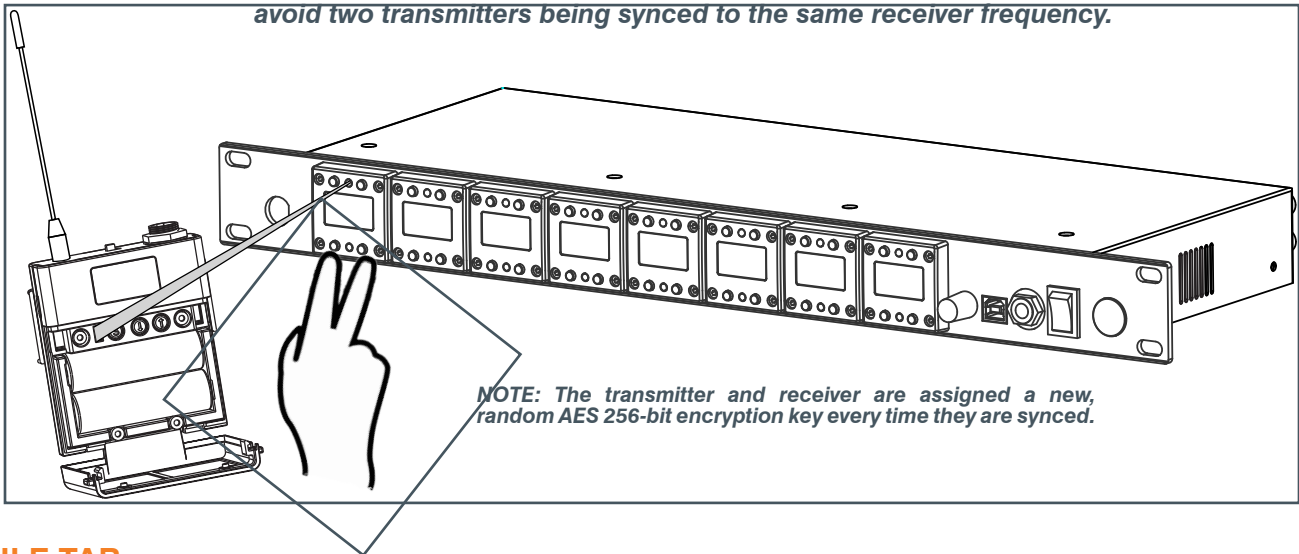 avoid two transmitters being synced to the same receiver frequency.
NOTE: The transmitter and receiver are assigned a new,
random AES 256-bit encryption key every time they are synced.